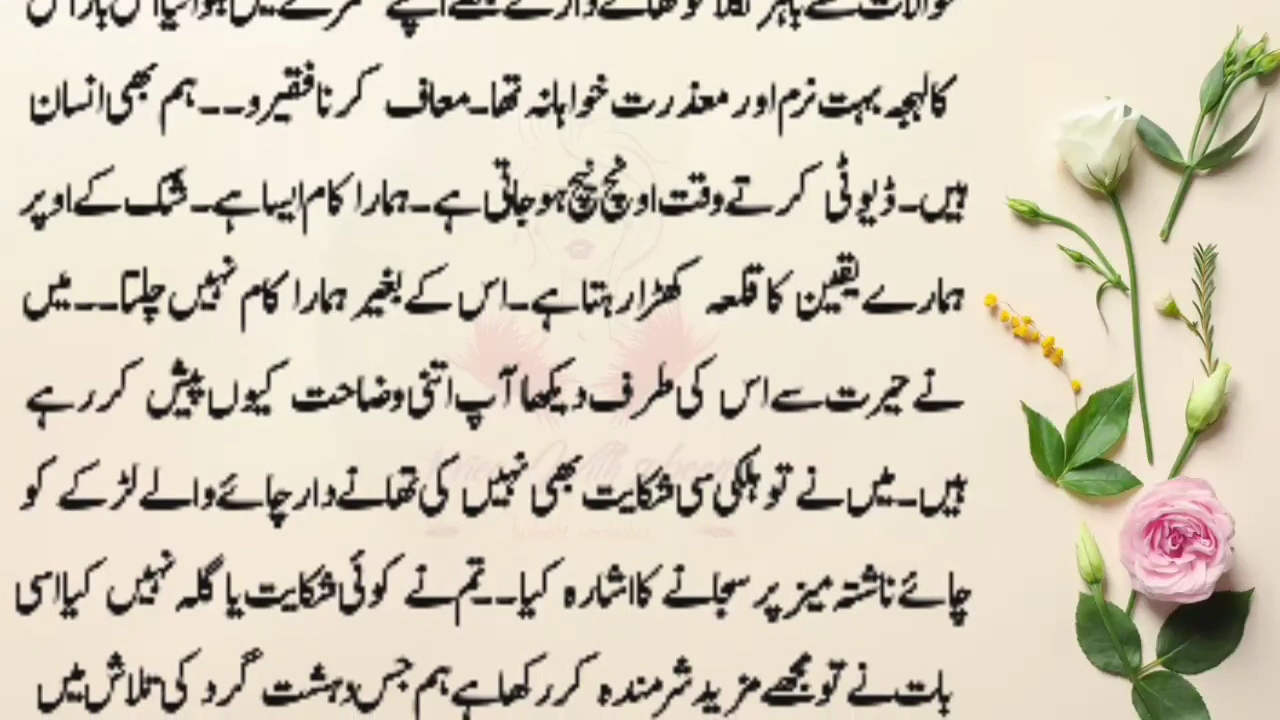 کا لہجہ بہت نرم اور معذرت خواہانہ تھا۔ معاف کرنا فقیرو۔۔ ہم بھی انسان
ہیں۔ ڈیوٹی کرتے وقت اونچ نیچ ہو جاتی ہے۔ ہمارا کام ایسا ہے۔ شک کے اوپر
ہمارے یقین کا قلعہ کھڑا رہتا ہے۔ اس کے بغیر ہمارا کام نہیں چلتا۔۔ میں
نے حیرت سے اس کی طرف دیکھا آپ اتنی وضاحت کیوں پیش کر رہے
ہیں۔ میں نے تو ہلکی سی شکایت بھی نہیں کی تھانے دار چائے والے لڑکے کو
چائے ناشتہ میز پر سجانے کا اشارہ کیا۔۔ تم نے کوئی شکایت یا گلہ نہیں کیا اسی
بات نے تو مجھے مزید شرمندہ کر رکھا ہے ہم جس دہشت گرد کی تلاش میں